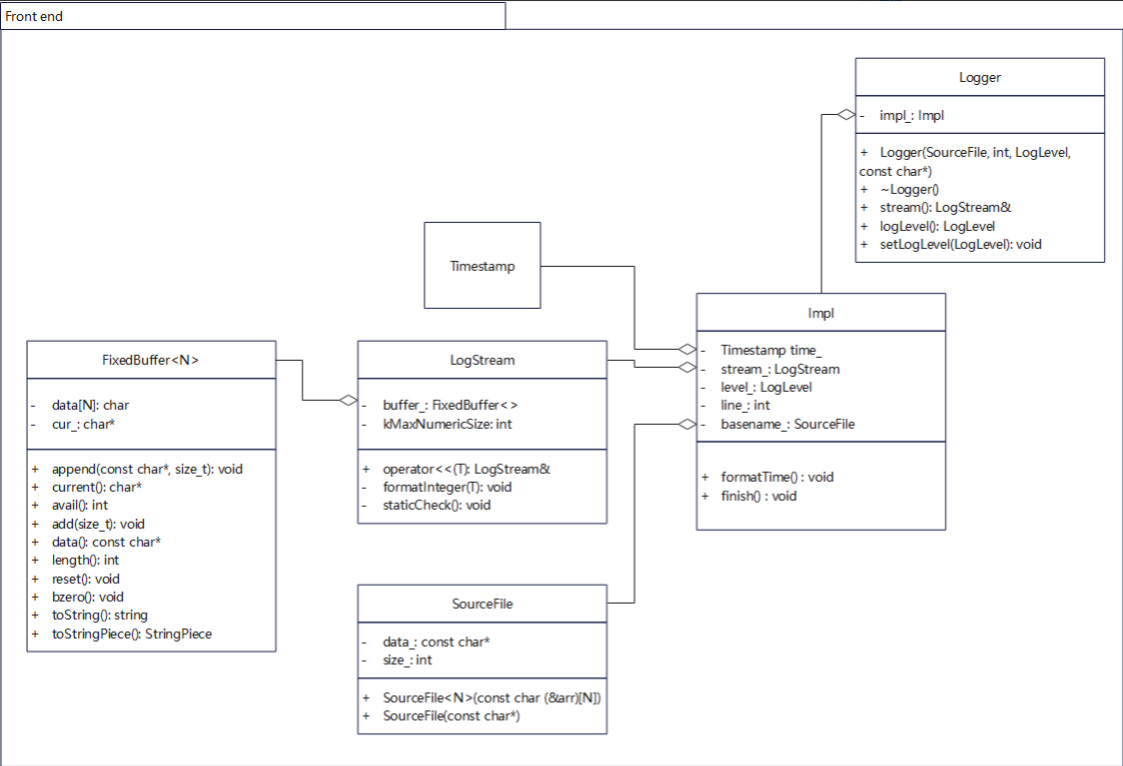 Front end
Logger
- impl_: Impl
+ Logger(SourceFile, int, LogLevel,
const char*)
+ ~Logger()
+ stream(): LogStream&
+ logLevel(): LogLevel
+ setLogLevel(LogLevel): void
Timestamp
Impl
- Timestamp time_
- stream_: LogStream
- level_: LogLevel
- line_: int
- basename_: SourceFile
+ formatTime() : void
+ finish() : void
FixedBuffer<N>
- data[N]: char
- cur_: char*
+ append(const char*, size_t): void
+ current(): char*
+ avail(): int
+ add(size_t): void
+ data(): const char*
+ length(): int
+ reset(): void
+ bzero(): void
+ toString(): string
+ toStringPiece(): StringPiece
LogStream
- buffer_: FixedBuffer<>
- kMaxNumericSize: int
+ operator<<(T): LogStream&
- formatInteger(T): void
- staticCheck(): void
SourceFile
- data_: const char*
- size_: int
+ SourceFile<N>(const char (&arr)[N])
+ SourceFile(const char*)